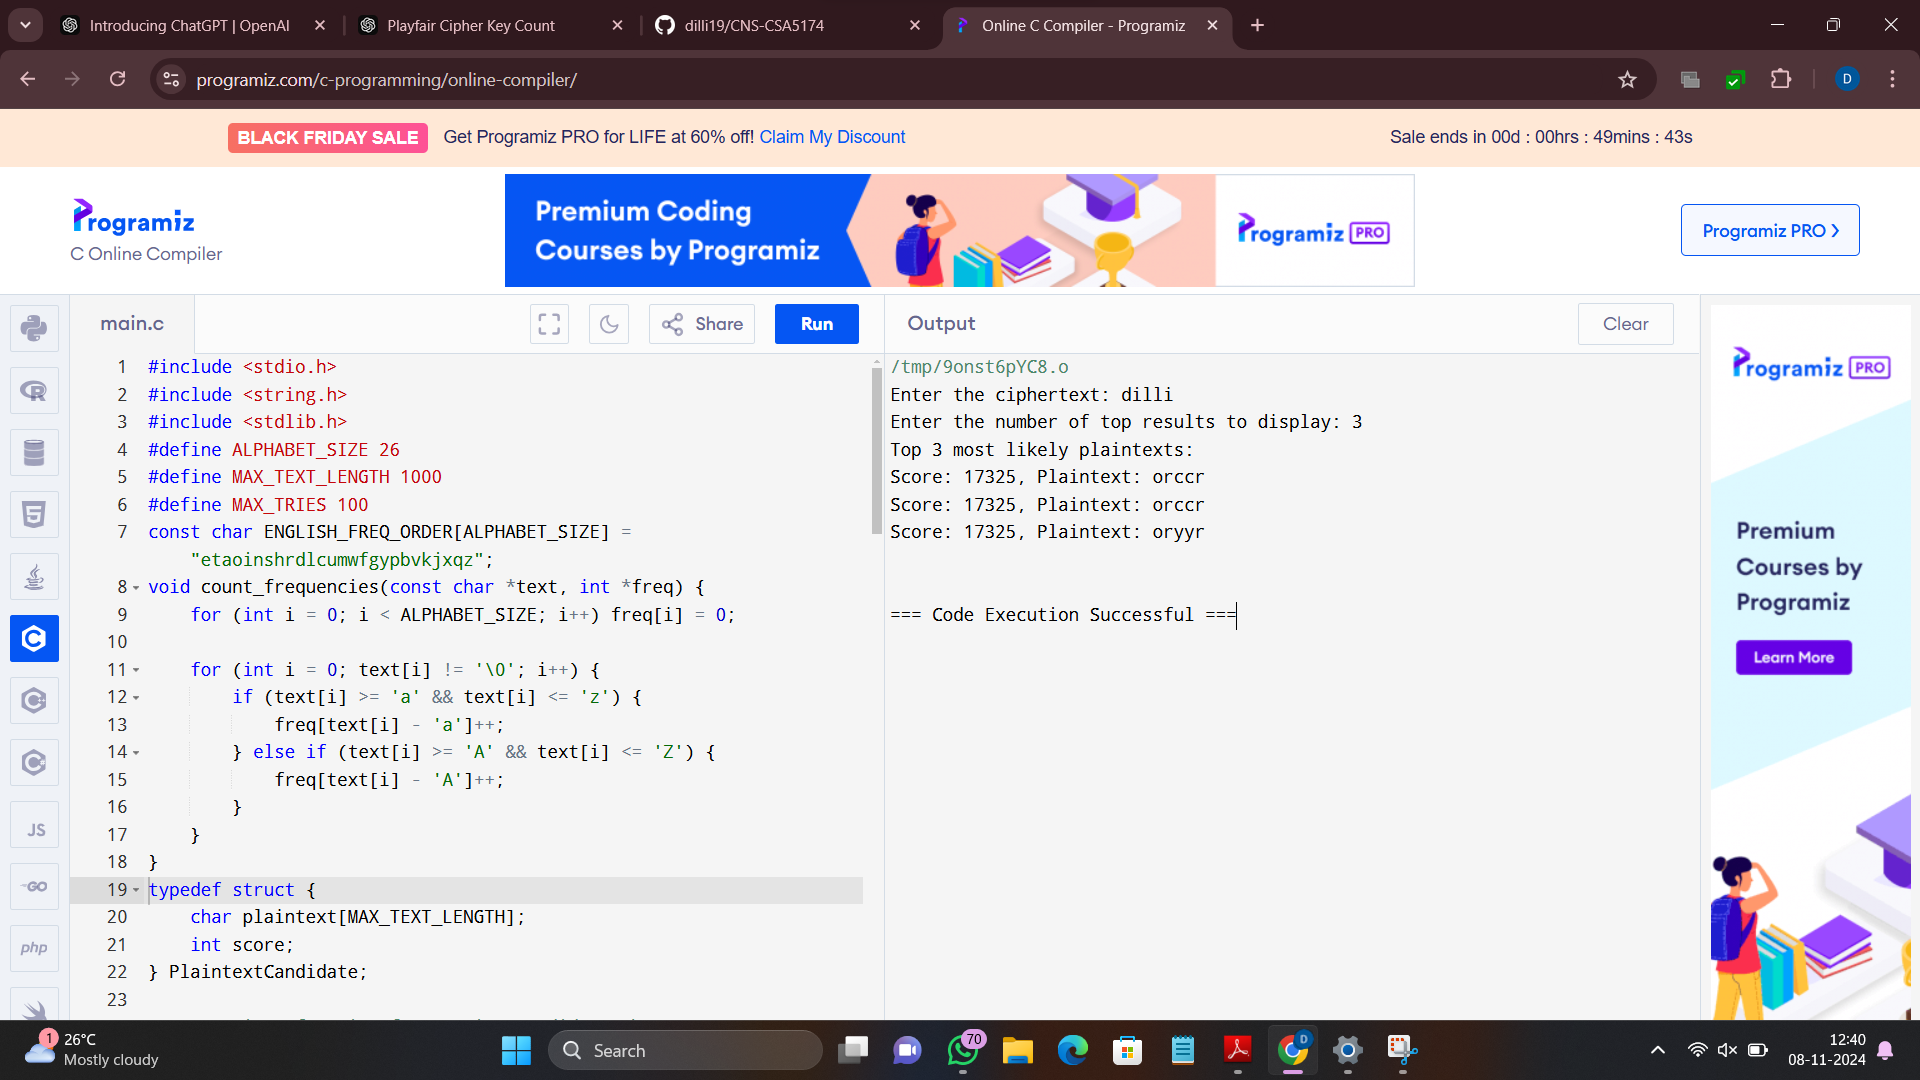 Introducing ChatGPT | OpenAI
Playfair Cipher Key Count
dilli19/CNS-CSA5174
Online C Compiler - Programiz
programiz.com/c-programming/online-compiler/
D
BLACK FRIDAY SALE Get Programiz PRO for LIFE at 60% off! Claim My Discount
Sale ends in 00d : 00hrs : 49mins : 43s
Programiz
C Online Compiler
Premium Coding
Courses by Programiz
Programiz PRO
Programiz PRO
main.c
Share
Run
Output
Clear
1 #include <stdio.h>
2 #include <string.h>
3 #include <stdlib.h>
4 #define ALPHABET_SIZE 26
5 #define MAX_TEXT_LENGTH 1000
6 #define MAX_TRIES 100
7 const char ENGLISH_FREQ_ORDER[ALPHABET_SIZE] =
"etaoinshrdlcumwfgypbvkjxqz";
8 void count_frequencies(const char *text, int *freq) {
9 for (int i = 0; i < ALPHABET_SIZE; i++) freq[i] = 0;
10
11 for (int i = 0; text[i] != '\0'; i++) {
12 if (text[i] >= 'a' && text[i] <= 'z') {
13 freq[text[i] - 'a']++;
14 } else if (text[i] >= 'A' && text[i] <= 'Z') {
15 freq[text[i] - 'A']++;
16 }
17 }
18 }
19 typedef struct {
20 char plaintext[MAX_TEXT_LENGTH];
21 int score;
22 } PlaintextCandidate;
23
/tmp/9onst6pYC8.o
Enter the ciphertext: dilli
Enter the number of top results to display: 3
Top 3 most likely plaintexts:
Score: 17325, Plaintext: orccr
Score: 17325, Plaintext: orccr
Score: 17325, Plaintext: oryyr
=== Code Execution Successful ===
Programiz PRO
Premium
Courses by
Programiz
Learn More
R
5
C
C
C
JS
GO
php
1
26°C
Mostly cloudy
Search
70
D
12:40
08-11-2024